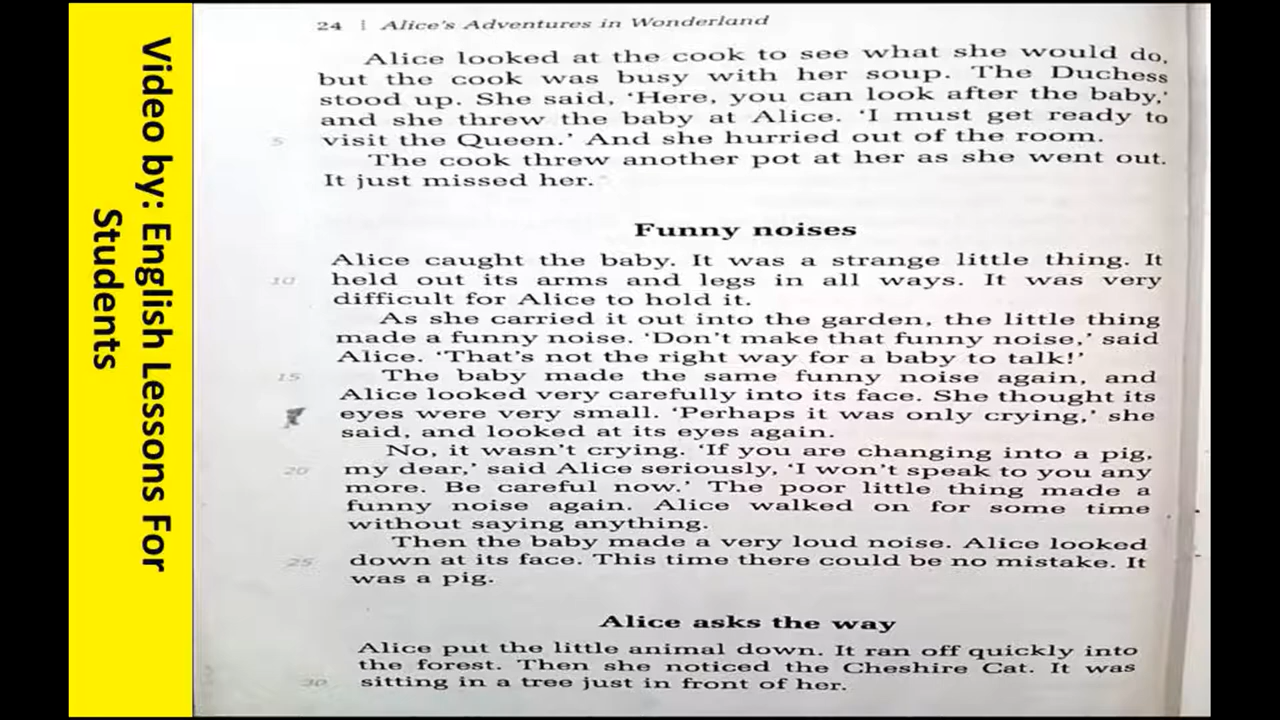 Video by: English Lessons For
Students
24 | Alice's Adventures in Wonderland
Alice looked at the cook to see what she would do,
but the cook was busy with her soup. The Duchess
stood up. She said, 'Here, you can look after the baby,'
and she threw the baby at Alice. 'I must get ready to
5 visit the Queen.' And she hurried out of the room.
The cook threw another pot at her as she went out.
It just missed her.
Funny noises
Alice caught the baby. It was a strange little thing. It
10 held out its arms and legs in all ways. It was very
difficult for Alice to hold it.
As she carried it out into the garden, the little thing
made a funny noise. 'Don't make that funny noise,' said
Alice. 'That's not the right way for a baby to talk!'
15 The baby made the same funny noise again, and
Alice looked very carefully into its face. She thought its
eyes were very small. 'Perhaps it was only crying,' she
said, and looked at its eyes again.
No, it wasn't crying. 'If you are changing into a pig,
20 my dear,' said Alice seriously, 'I won't speak to you any
more. Be careful now.' The poor little thing made a
funny noise again. Alice walked on for some time
without saying anything.
Then the baby made a very loud noise. Alice looked
25 down at its face. This time there could be no mistake. It
was a pig.
Alice asks the way
Alice put the little animal down. It ran off quickly into
the forest. Then she noticed the Cheshire Cat. It was
30 sitting in a tree just in front of her.